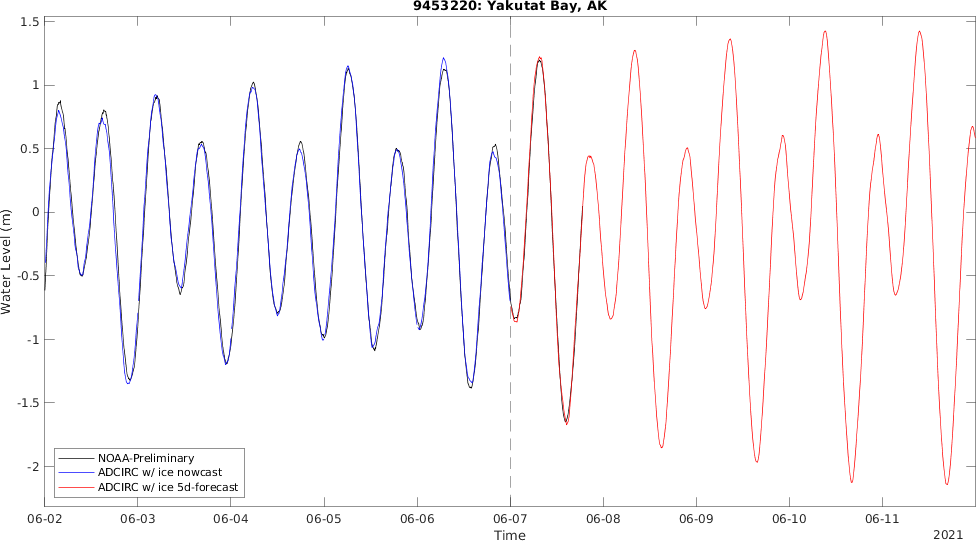 9453220: Yakutat Bay, AK
1.5
1
0.5
0
-0.5
-1
-1.5
-2
Water Level (m)
NOAA-Preliminary
ADCIRC w/ ice nowcast
ADCIRC w/ ice 5d-forecast
06-02 06-03 06-04 06-05 06-06 06-07 06-08 06-09 06-10 06-11
Time
2021